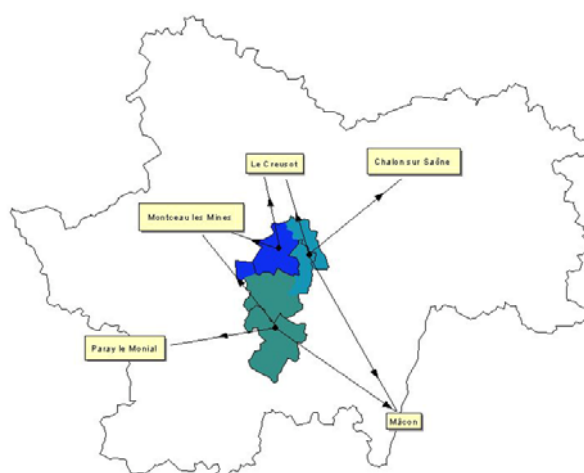 Le Creusot
Chalon sur Saône
Montceau les Mines
Paray le Monial
Mâcon